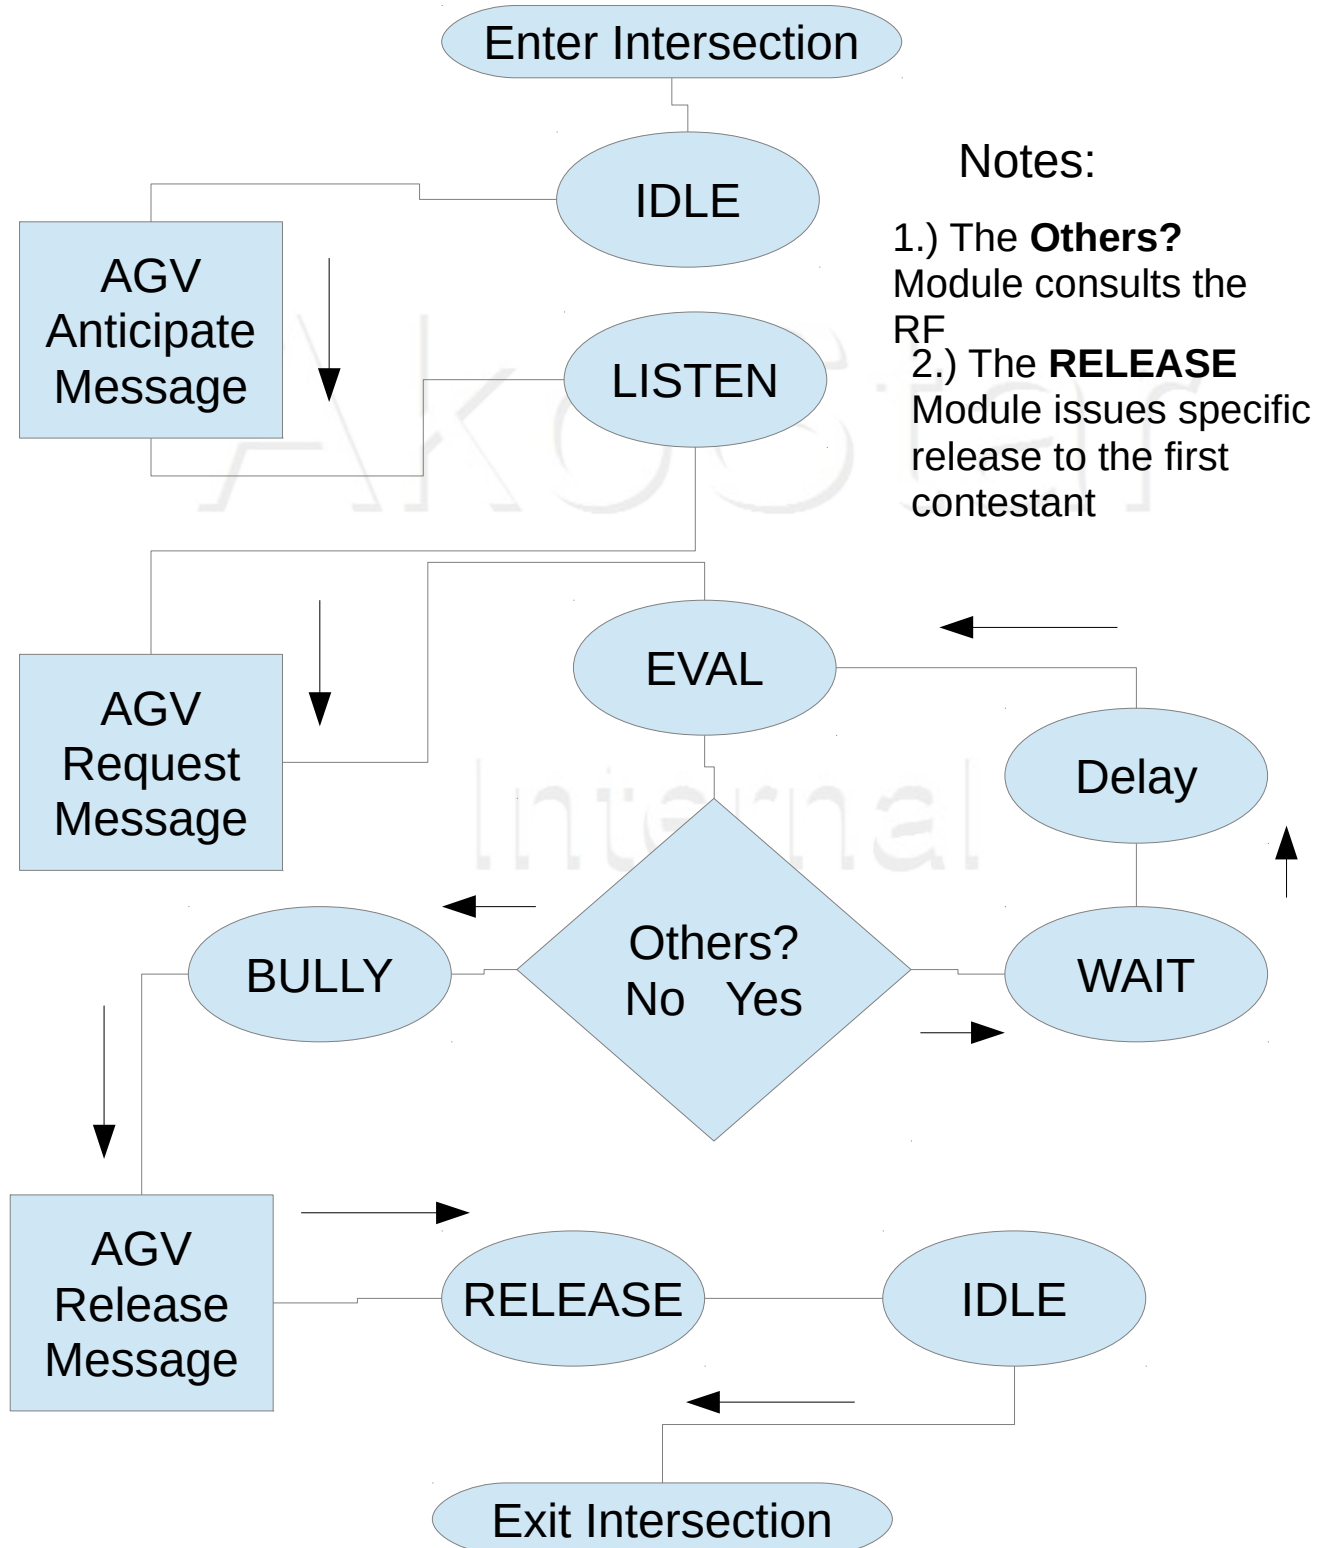 Enter Intersection
IDLE
Notes:
1.) The Others?
Module consults the
RF
2.) The RELEASE
Module issues specific
release to the first
contestant
AGV
Anticipate
Message
LISTEN
AGV
Request
Message
EVAL
Delay
Others?
No Yes
BULLY
WAIT
AGV
Release
Message
RELEASE
IDLE
Exit Intersection
AkoStar
Internal